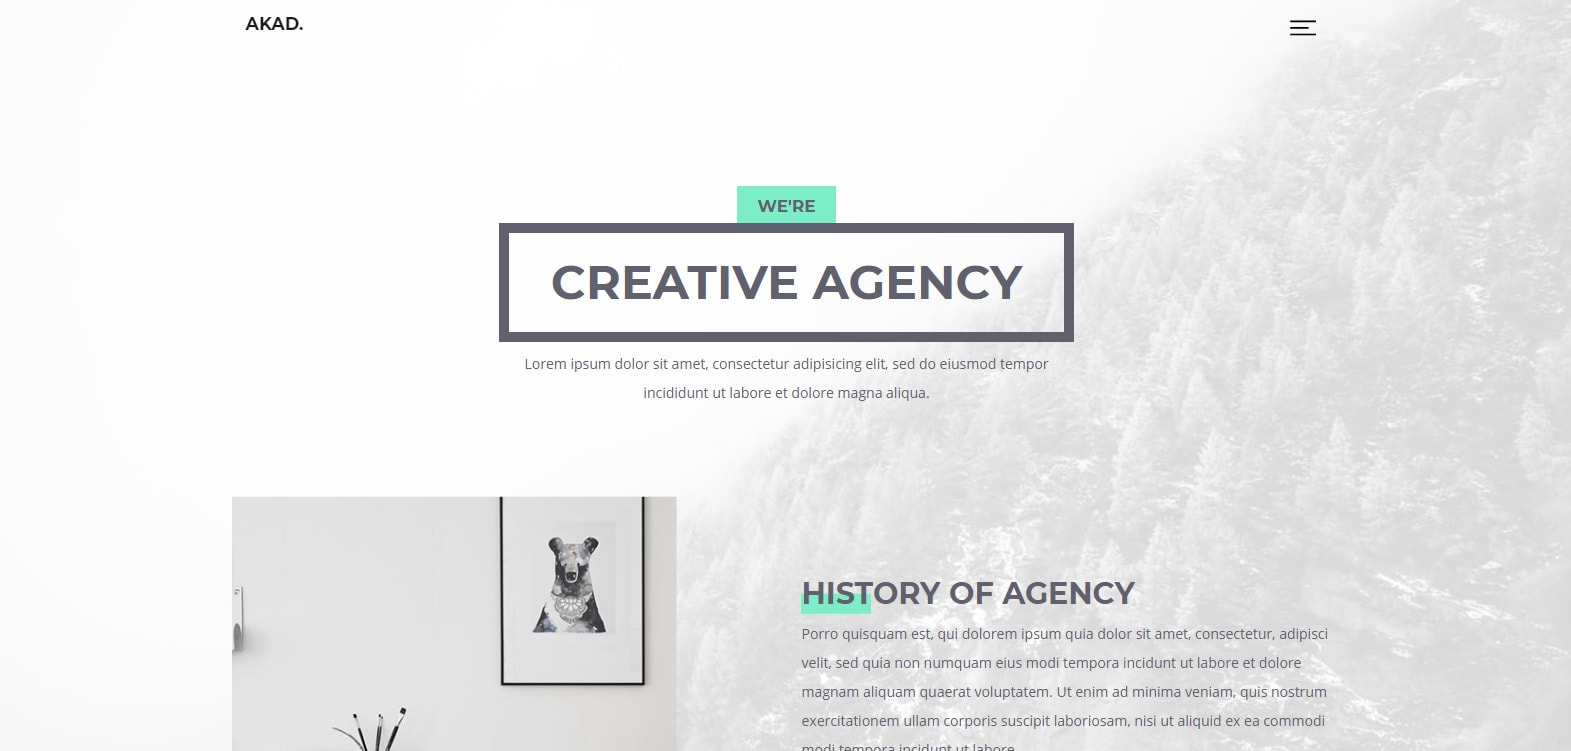 AKAD.
WE'RE
CREATIVE AGENCY
Lorem ipsum dolor sit amet, consectetur adipisicing elit, sed do eiusmod tempor
incididunt ut labore et dolore magna aliqua.
HISTORY OF AGENCY
Porro quisquam est, qui dolorem ipsum quia dolor sit amet, consectetur, adipisci
velit, sed quia non numquam eius modi tempora incidunt ut labore et dolore
magnam aliquam quaerat voluptatem. Ut enim ad minima veniam, quis nostrum
exercitationem ullam corporis suscipit laboriosam, nisi ut aliquid ex ea commodi
modi tempora incidunt ut labore.